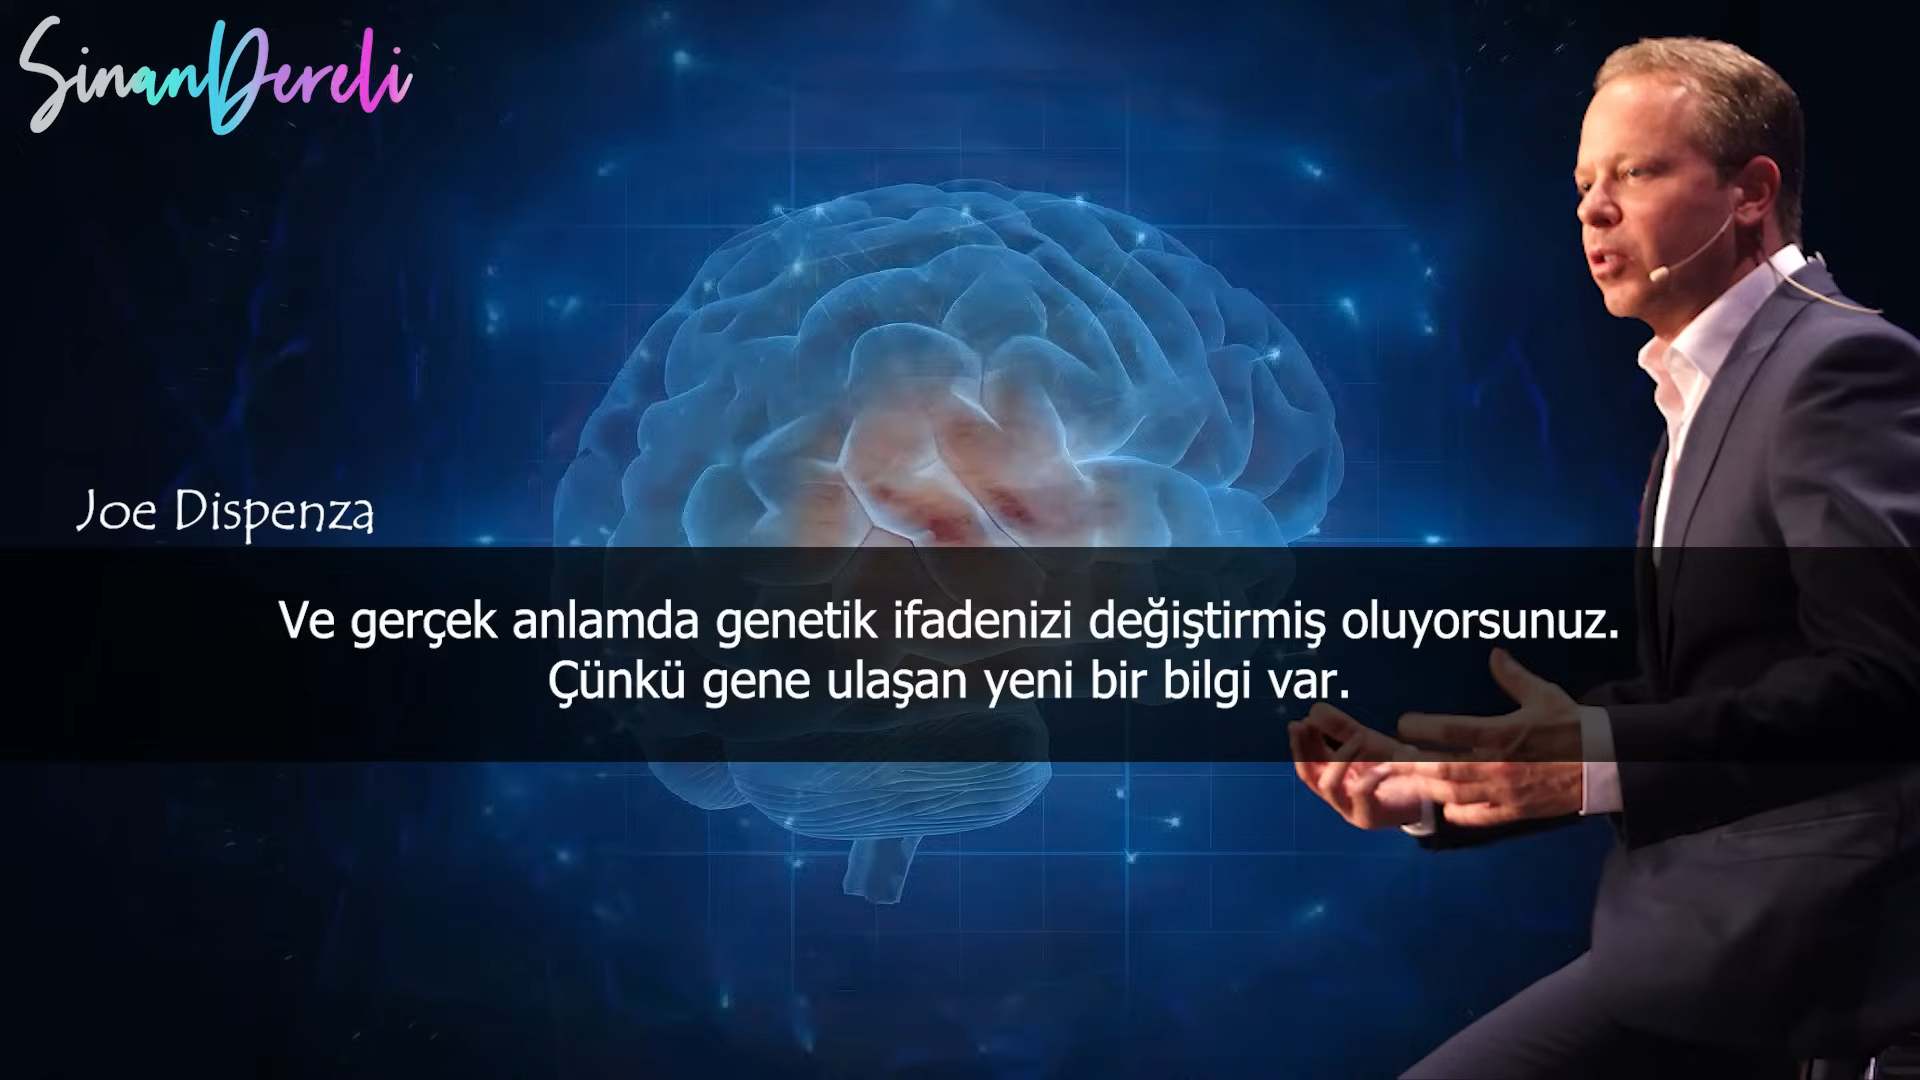 SinanDereli
Joe Dispenza
Ve gerçek anlamda genetik ifadenizi değiştirmiş oluyorsunuz.
Çünkü gene ulaşan yeni bir bilgi var.